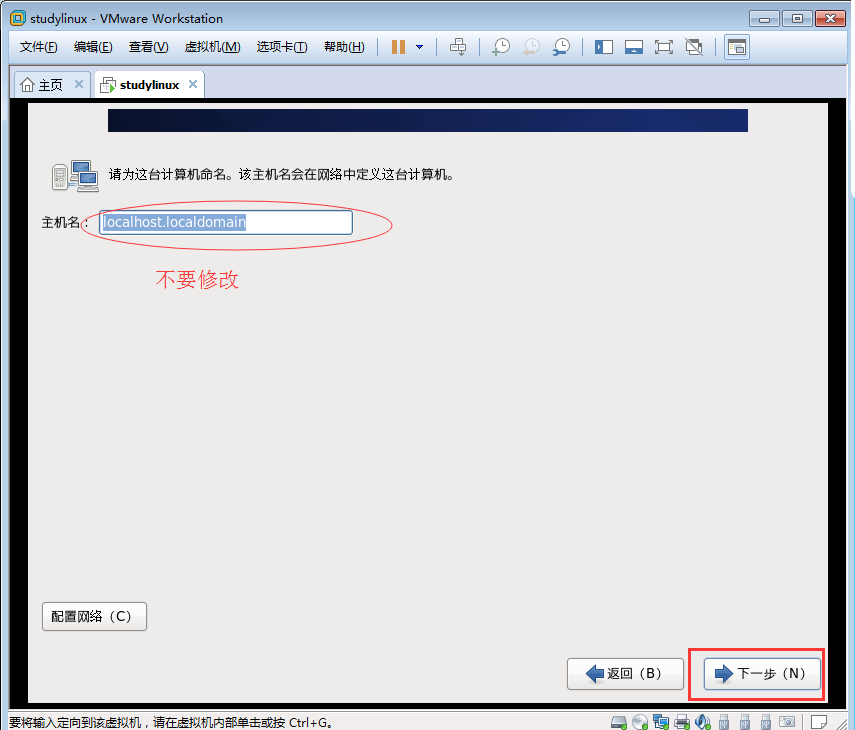 studylinux - VMware Workstation
文件(F) 编辑(E) 查看(V) 虚拟机(M) 选项卡(T) 帮助(H)
主页 studylinux
请为这台计算机命名。该主机名会在网络中定义这台计算机。
主机名： localhost.localdomain
不要修改
配置网络（C）
返回（B） 下一步（N）
要将输入定向到该虚拟机，请在虚拟机内部单击或按 Ctrl+G。